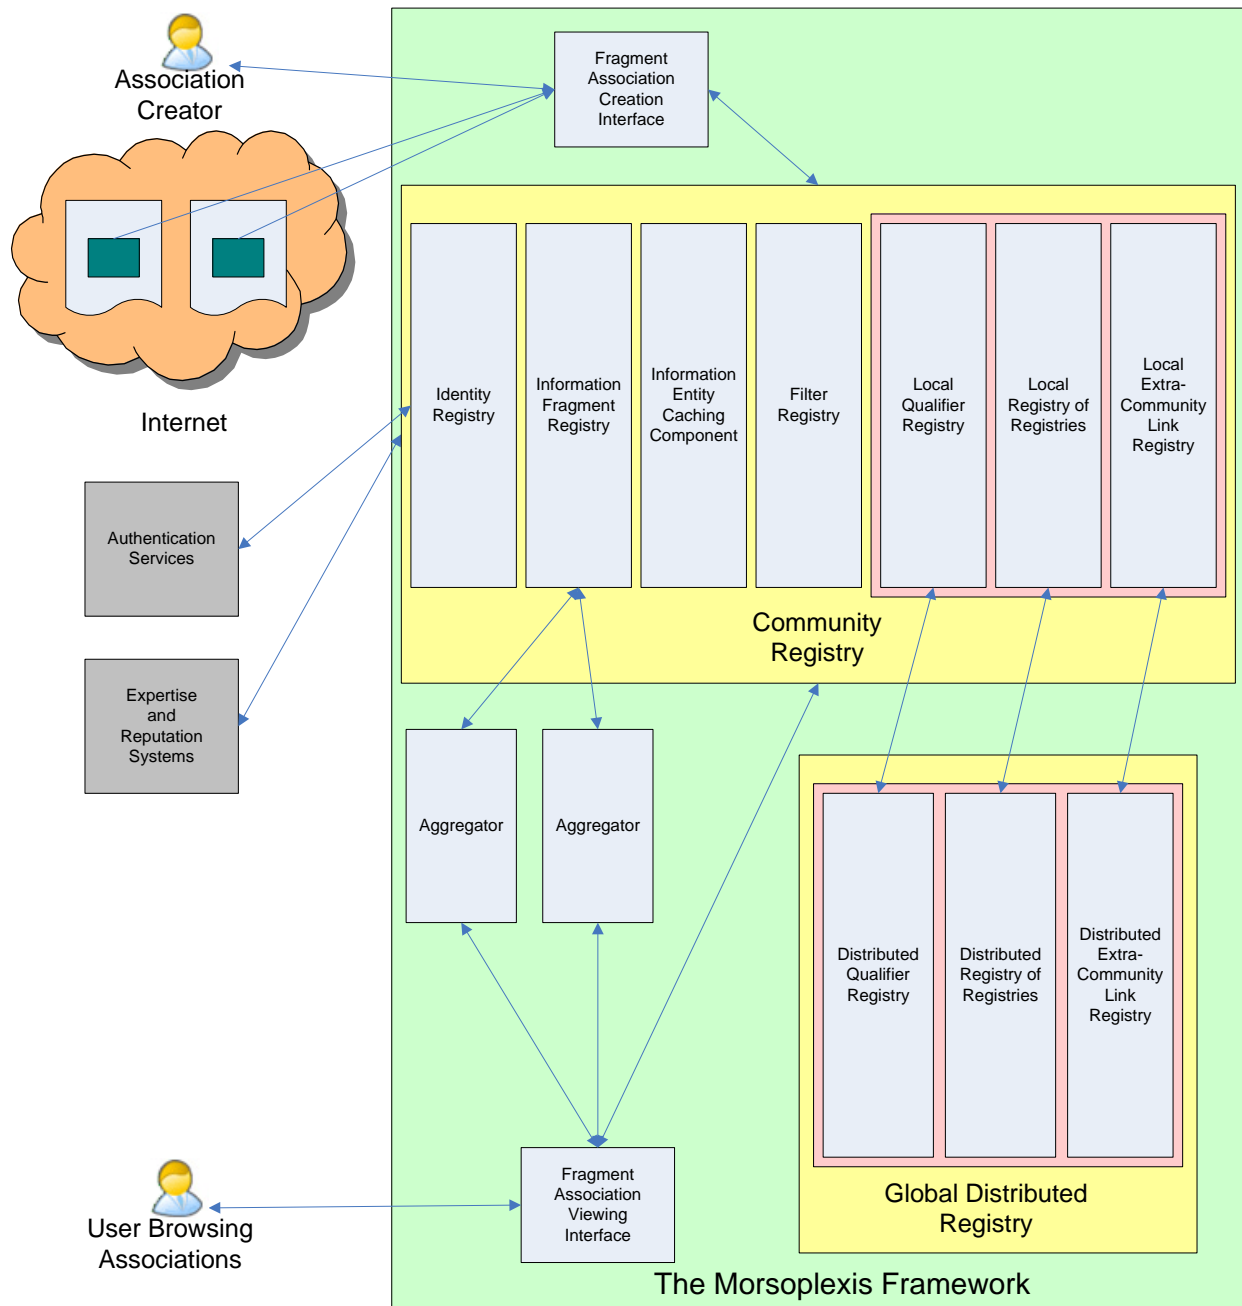 Association
Creator
Fragment
Association
Creation
Interface
Internet
Authentication
Services
Expertise
and
Reputation
Systems
Identity
Registry
Information
Fragment
Registry
Information
Entity
Caching
Component
Filter
Registry
Local
Qualifier
Registry
Local
Registry of
Registries
Local
Extra-
Community
Link
Registry
Community
Registry
Aggregator
Aggregator
Distributed
Qualifier
Registry
Distributed
Registry of
Registries
Distributed
Extra-
Community
Link
Registry
Global Distributed
Registry
User Browsing
Associations
Fragment
Association
Viewing
Interface
The Morsoplexis Framework